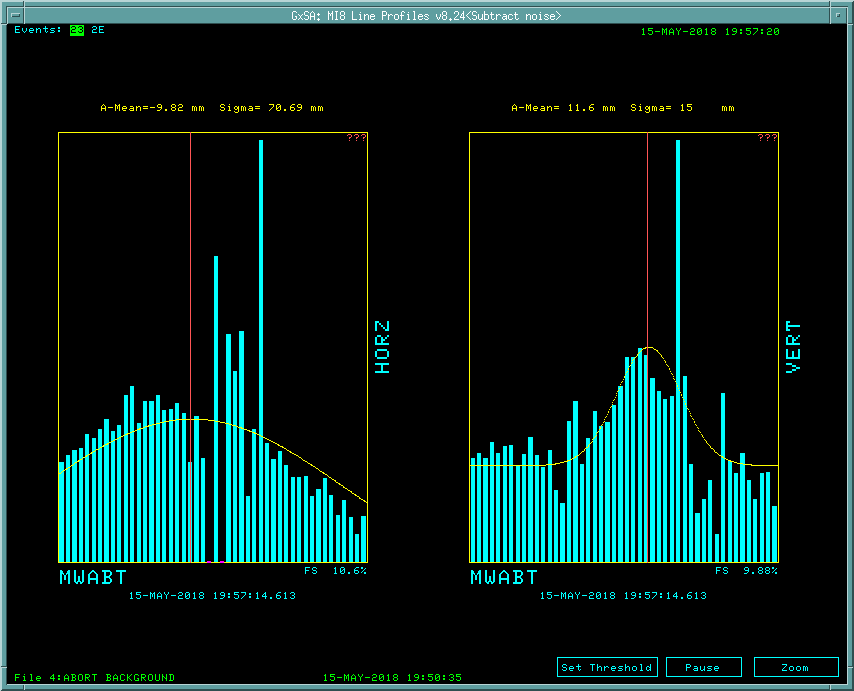 GxSA: MI8 Line Profiles v8.24<Subtract noise>
Events: 23 2E
15-MAY-2018 19:57:20
A-Mean=-9.82 mm Sigma= 70.69 mm
A-Mean= 11.6 mm Sigma= 15 mm
???
???
HORZ
VERT
MWABT
FS 10.6%
MWABT
FS 9.88%
15-MAY-2018 19:57:14.613
15-MAY-2018 19:57:14.613
Set Threshold
Pause
Zoom
File 4:ABORT BACKGROUND
15-MAY-2018 19:50:35